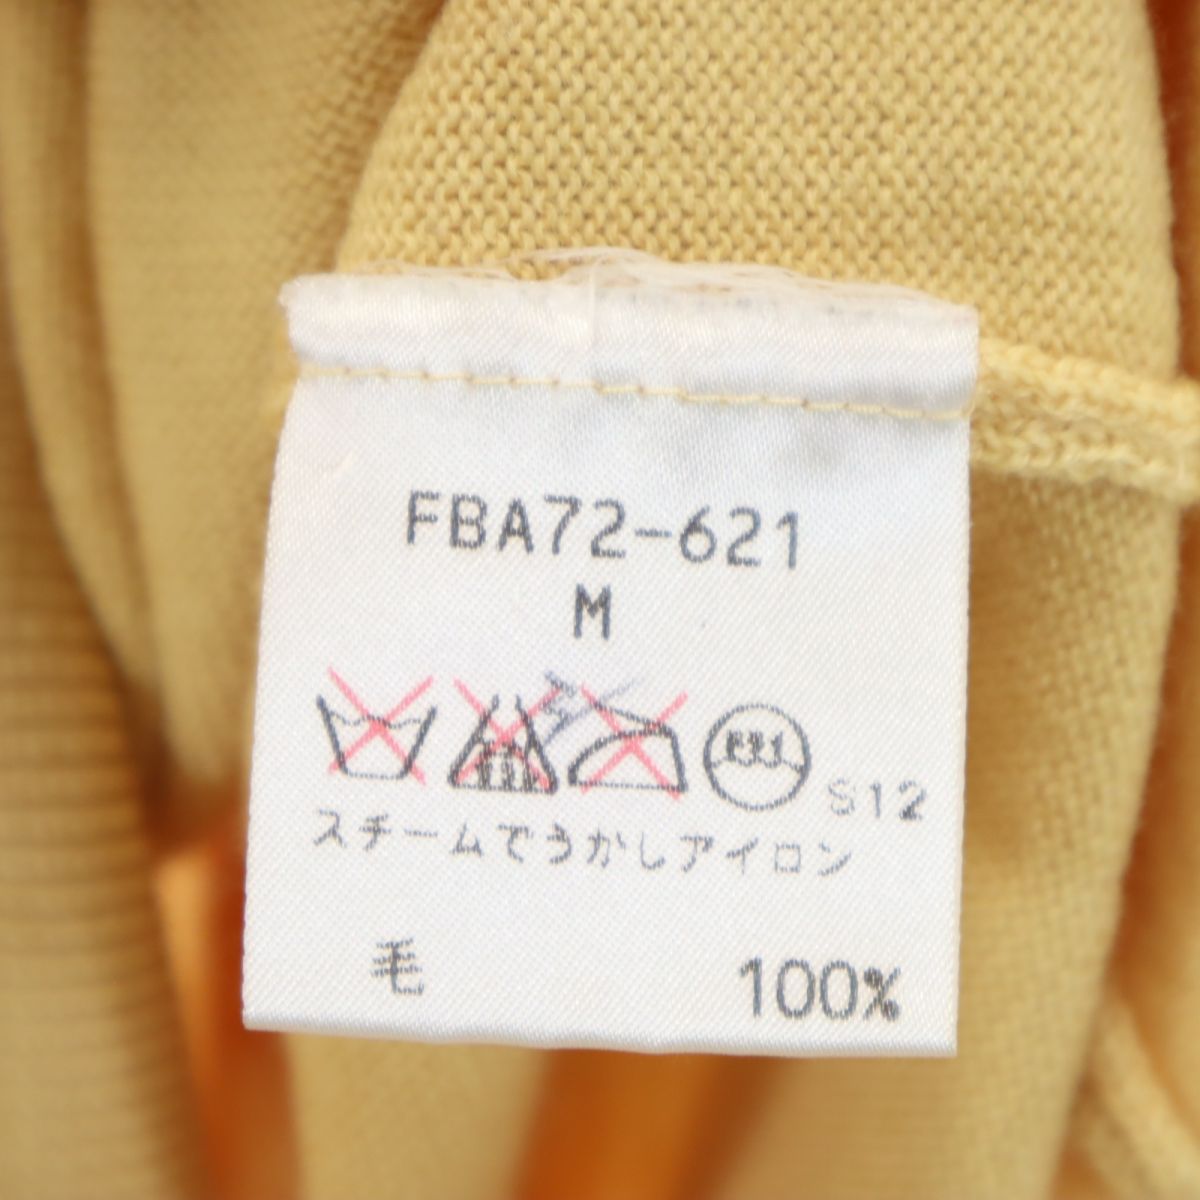 FBA72-621
M
S12
スチームでうかしアイロン
毛 100%